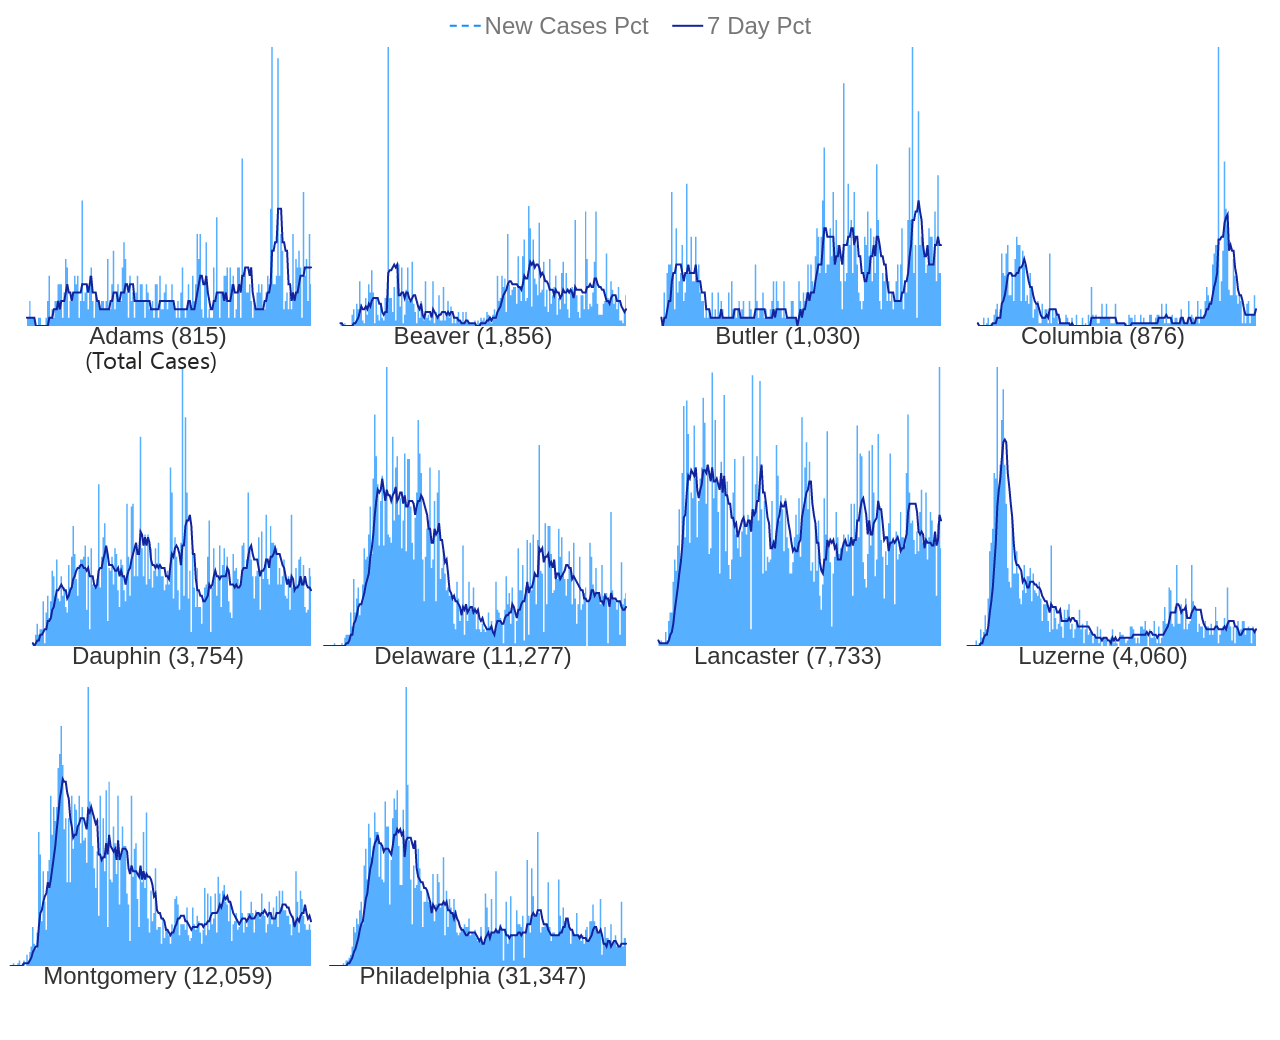 New Cases Pct 7 Day Pct
Adams (815) Beaver (1,856) Butler (1,030) Columbia (876)
(Total Cases)
Dauphin (3,754) Delaware (11,277) Lancaster (7,733) Luzerne (4,060)
Montgomery (12,059) Philadelphia (31,347)